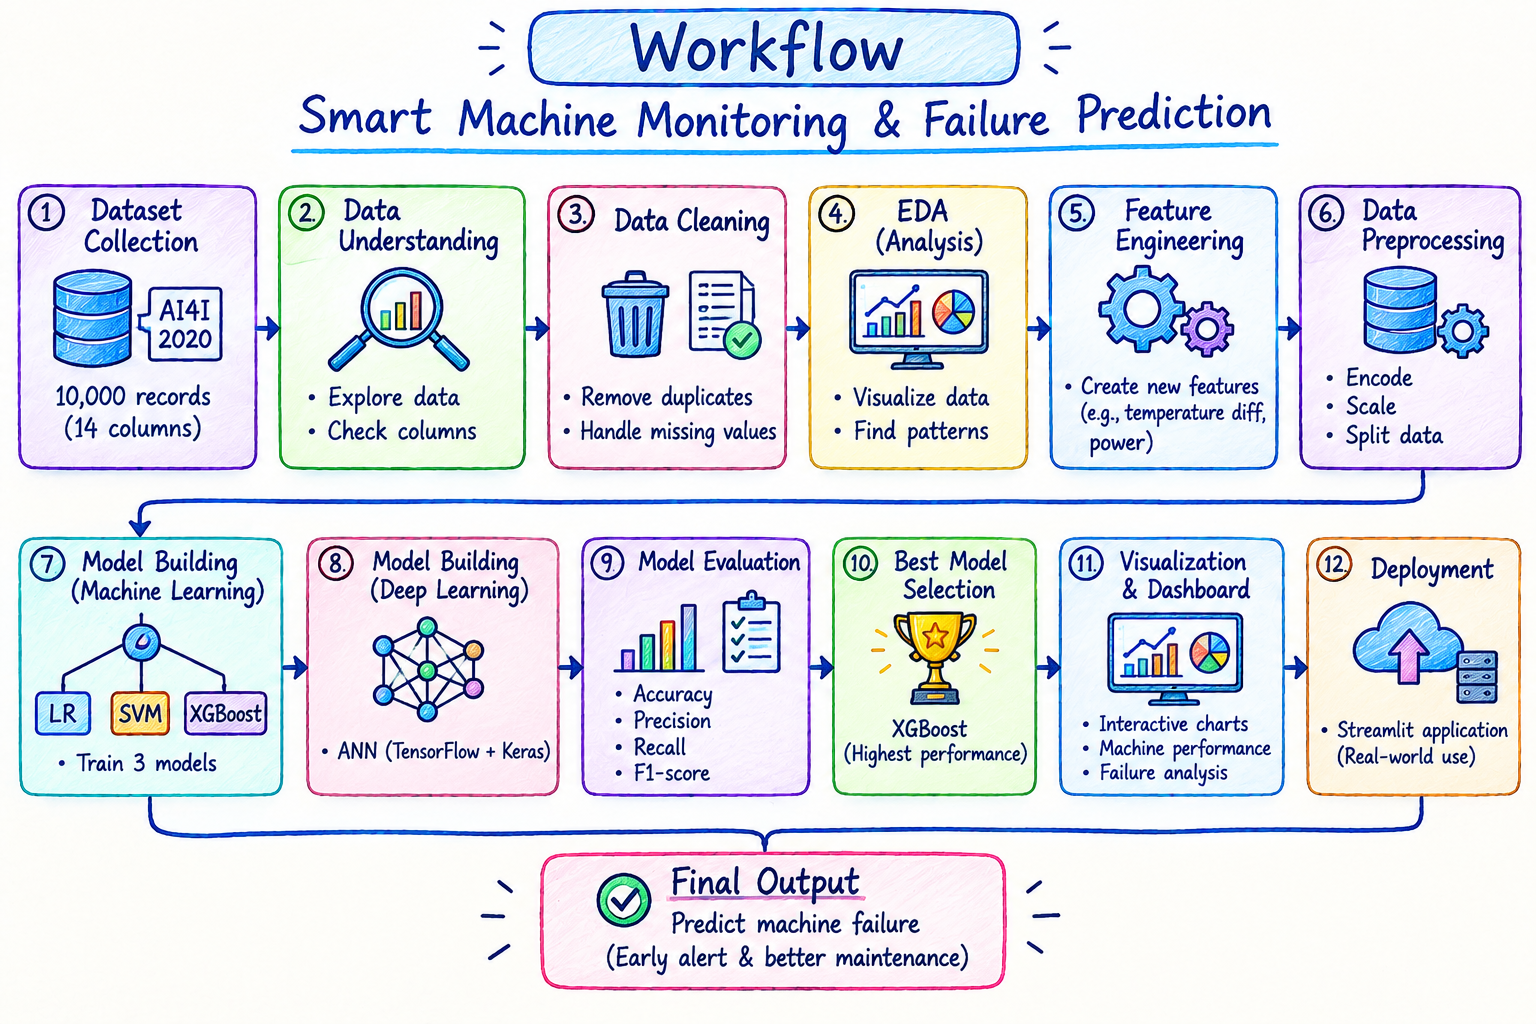 Workflow
Smart Machine Monitoring & Failure Prediction
1 Dataset
Collection
AI4I
2020
10,000 records
(14 columns)
2. Data
Understanding
• Explore data
• Check columns
3. Data Cleaning
• Remove duplicates
• Handle missing values
4. EDA
(Analysis)
• Visualize data
• Find patterns
5. Feature
Engineering
• Create new features
(e.g., temperature diff,
power)
6. Data
Preprocessing
• Encode
• Scale
• Split data
7 Model Building
(Machine Learning)
LR SVM XGBoost
• Train 3 models
8. Model Building
(Deep Learning)
• ANN (TensorFlow + Keras)
9. Model Evaluation
• Accuracy
• Precision
• Recall
• F1-score
10. Best Model
Selection
XGBoost
(Highest performance)
11. Visualization
& Dashboard
• Interactive charts
• Machine performance
• Failure analysis
12. Deployment
• Streamlit application
(Real-world use)
Final Output
Predict machine failure
(Early alert & better maintenance)